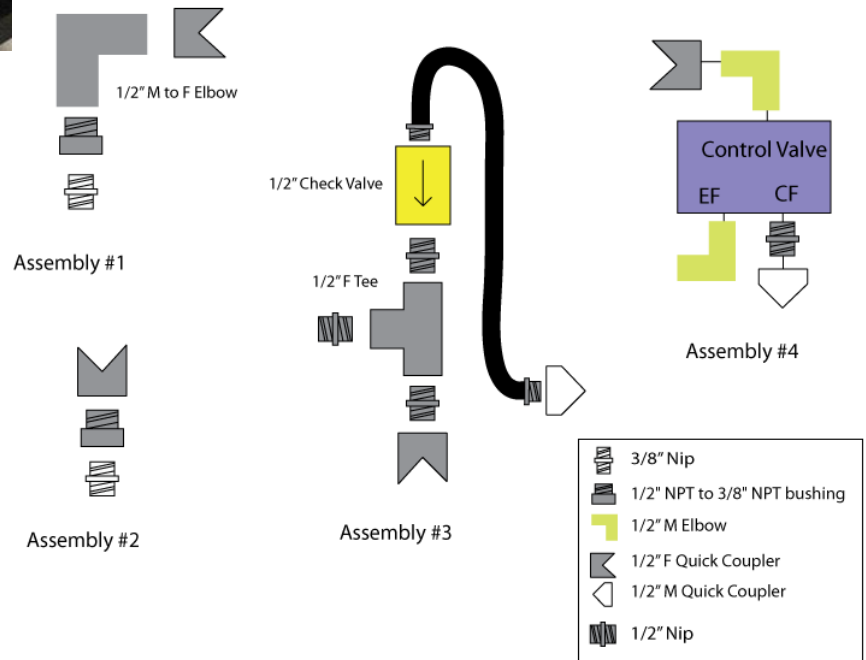 1/2" M to F Elbow
Assembly #1
Assembly #2
1/2" Check Valve
1/2" F Tee
Assembly #3
Control Valve
EF
CF
Assembly #4
3/8" Nip
1/2" NPT to 3/8" NPT bushing
1/2" M Elbow
1/2" F Quick Coupler
1/2" M Quick Coupler
1/2" Nip